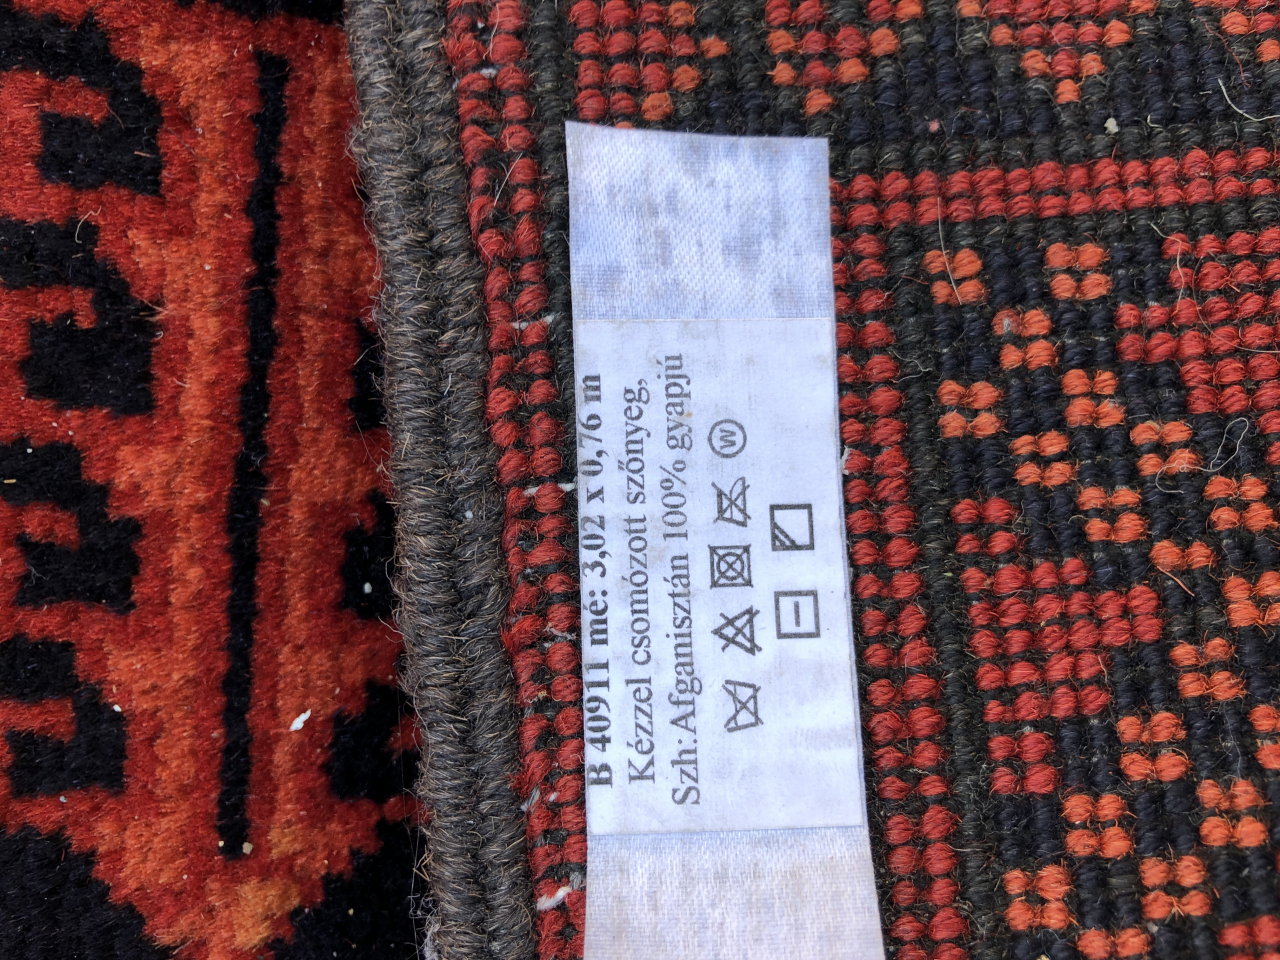 B 40911 mé: 3,02 x 0,76 m
Kézzel csomózott szőnyeg,
Szh:Afganisztán 100% gyapjú
W